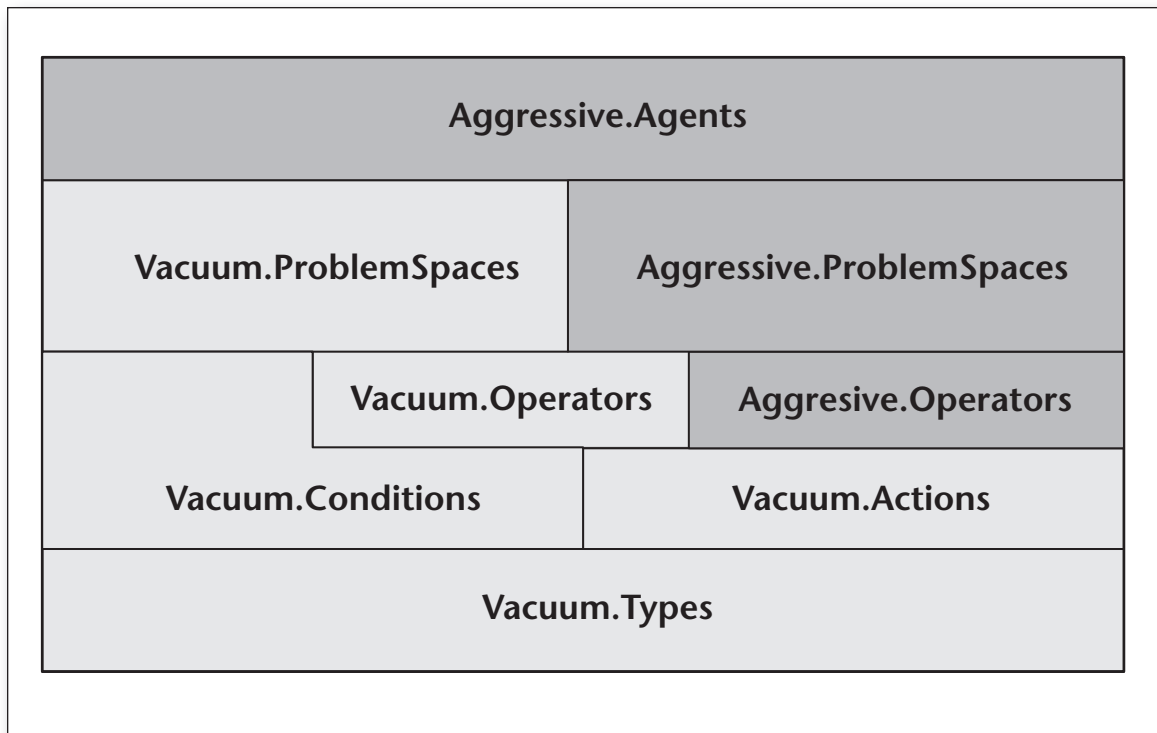 Aggressive.Agents
Vacuum.ProblemSpaces
Aggressive.ProblemSpaces
Vacuum.Operators
Aggresive.Operators
Vacuum.Conditions
Vacuum.Actions
Vacuum.Types